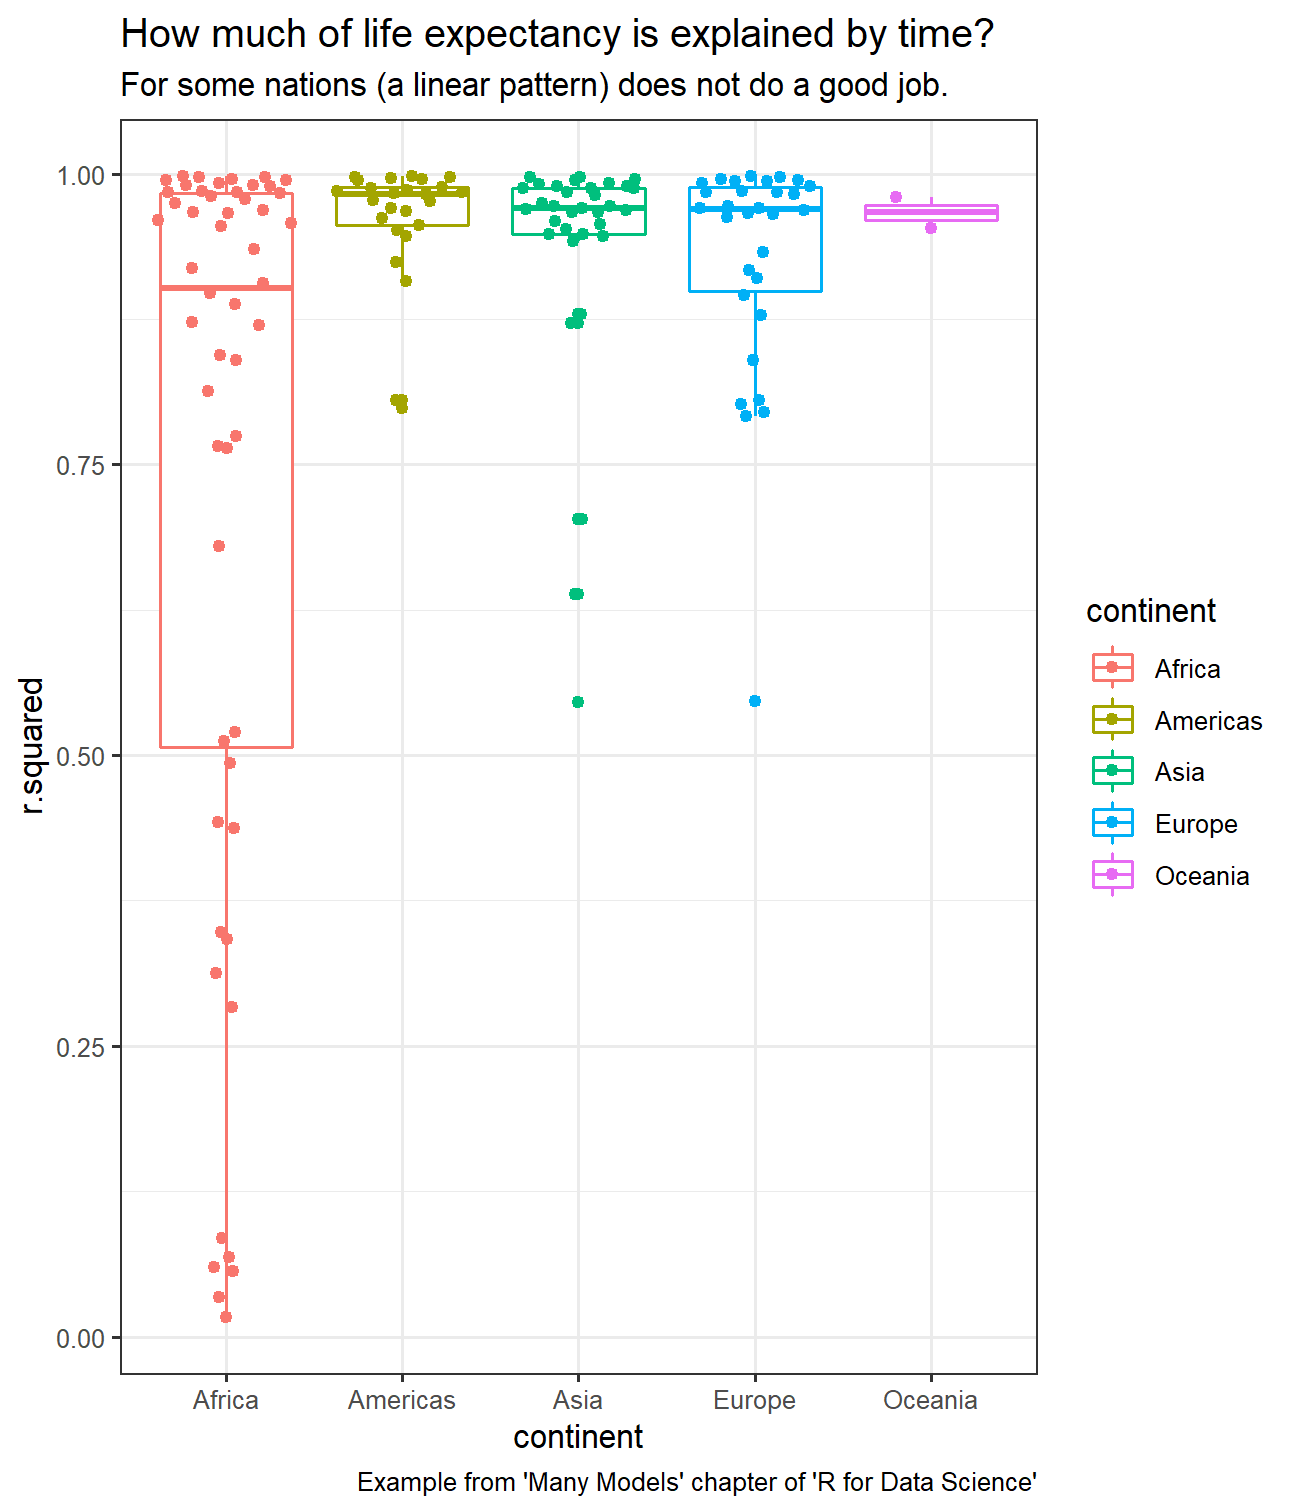 How much of life expectancy is explained by time?
For some nations (a linear pattern) does not do a good job.
1.00
0.75
0.50
0.25
0.00
r.squared
Africa
Americas
Asia
Europe
Oceania
continent
Example from 'Many Models' chapter of 'R for Data Science'
continent
Africa
Americas
Asia
Europe
Oceania